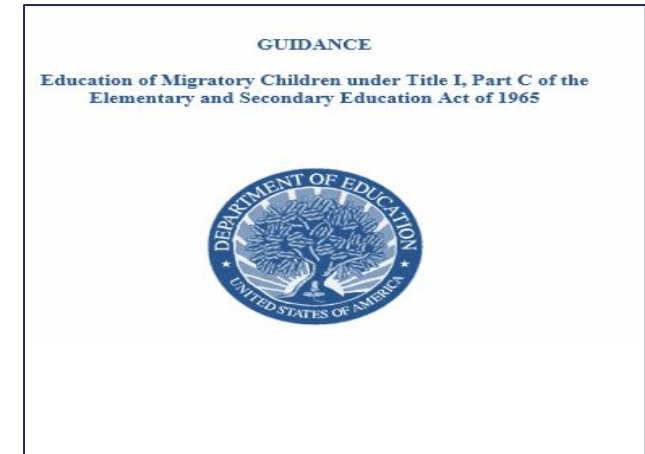 GUIDANCE
Education of Migratory Children under Title I, Part C of the
Elementary and Secondary Education Act of 1965
DEPARTMENT OF EDUCATION
UNITED STATES OF AMERICA